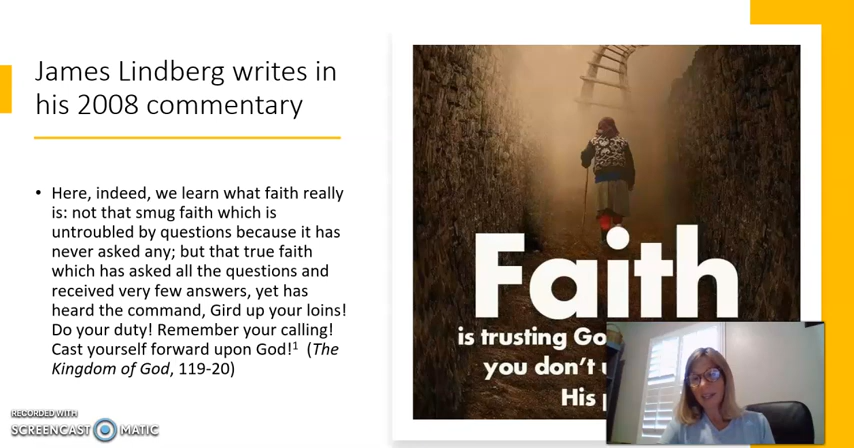 James Lindberg writes in
his 2008 commentary
• Here, indeed, we learn what faith really
is: not that smug faith which is
untroubled by questions because it has
never asked any; but that true faith
which has asked all the questions and
received very few answers, yet has
heard the command, Gird up your loins!
Do your duty! Remember your calling!
Cast yourself forward upon God!¹ (The
Kingdom of God, 119-20)
Faith
is trusting Go
you don't
His
RECORDED WITH
SCREENCAST MATIC